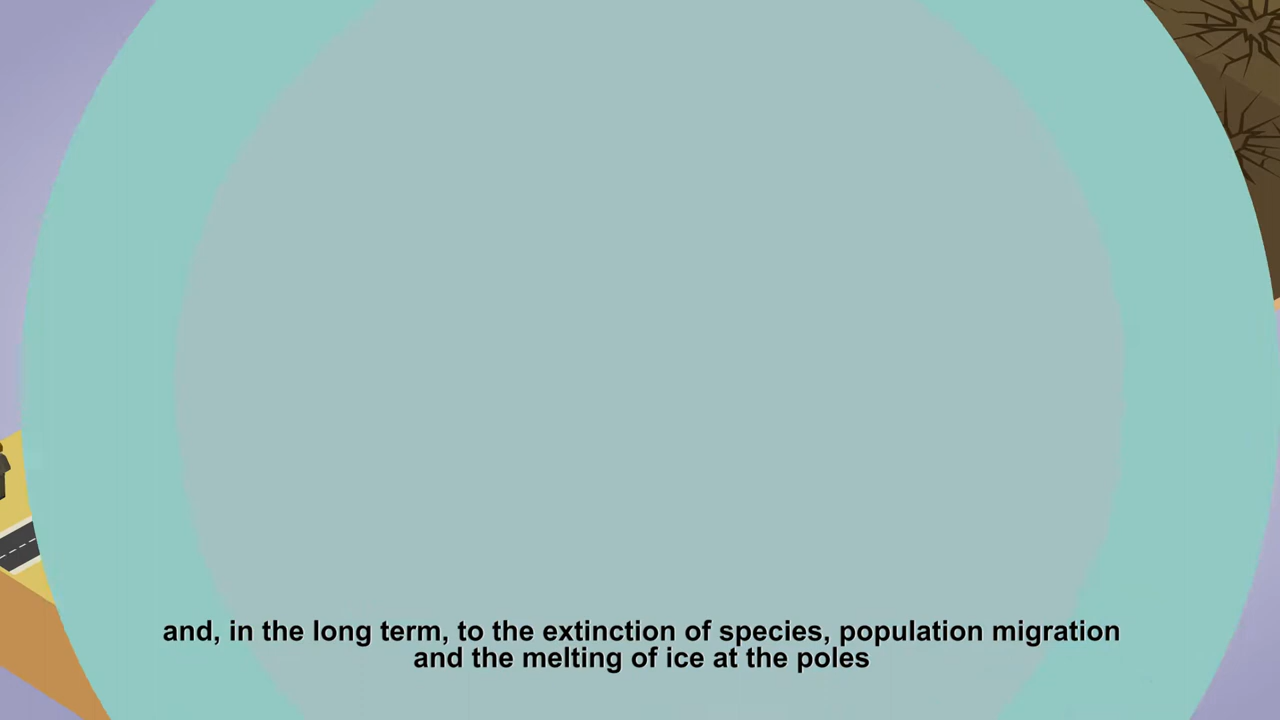 and, in the long term, to the extinction of species, population migration
and the melting of ice at the poles